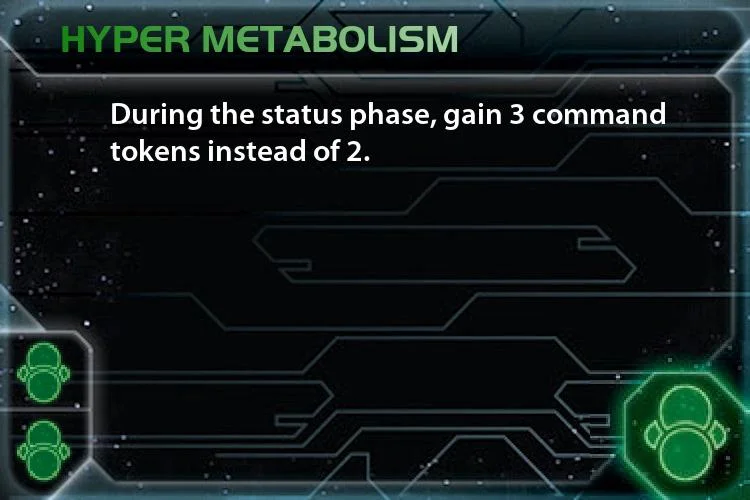 HYPER METABOLISM
During the status phase, gain 3 command
tokens instead of 2.